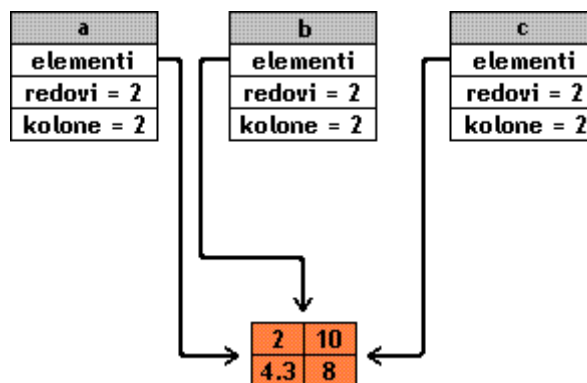 a
elementi
redovi = 2
kolone = 2
b
elementi
redovi = 2
kolone = 2
c
elementi
redovi = 2
kolone = 2
2 10
4.3 8